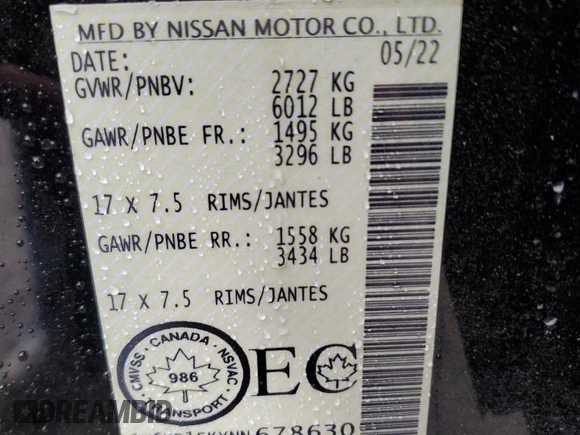 MFD BY NISSAN MOTOR CO., LTD.
DATE: 05/22
GVWR/PNBV: 2727 KG
6012 LB
GAWR/PNBE FR.: 1495 KG
3296 LB
17 X 7.5 RIMS/JANTES
GAWR/PNBE RR.: 1558 KG
3434 LB
17 X 7.5 RIMS/JANTES
CANADA
CMVSS · NSVAC
986
TRANSPORT
EC
678630
DREAMBID